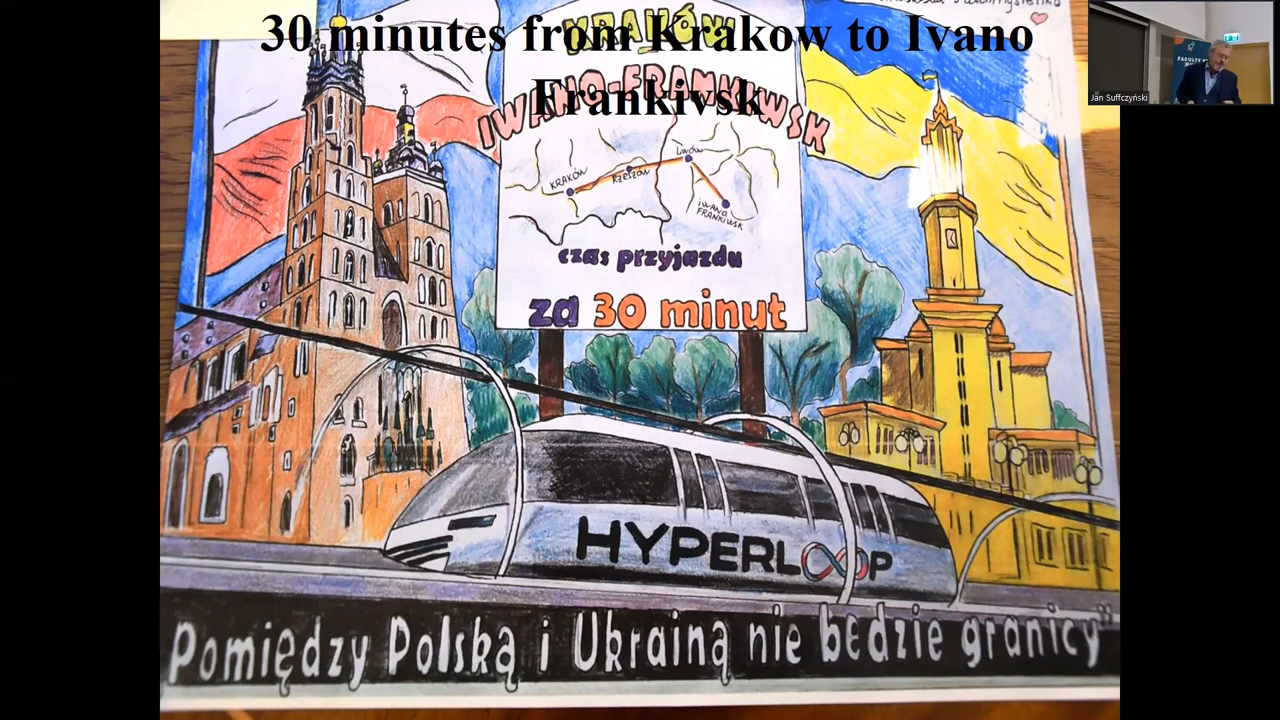 30 minutes from Krakow to Ivano
Frankivsk
KRAKÓW
IWANO-FRANKIWSK
KRAKÓW
Rzeszów
Lwów
iWANO
FRANKIWSK
czas przyjazdu
za 30 minut
HYPERLOOP
Pomiędzy Polską i Ukrainą nie będzie granicy"
Jan Suffczyński